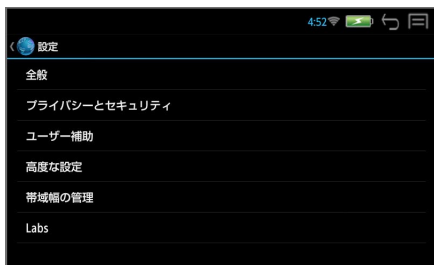 4:52
設定
全般
プライバシーとセキュリティ
ユーザー補助
高度な設定
帯域幅の管理
Labs